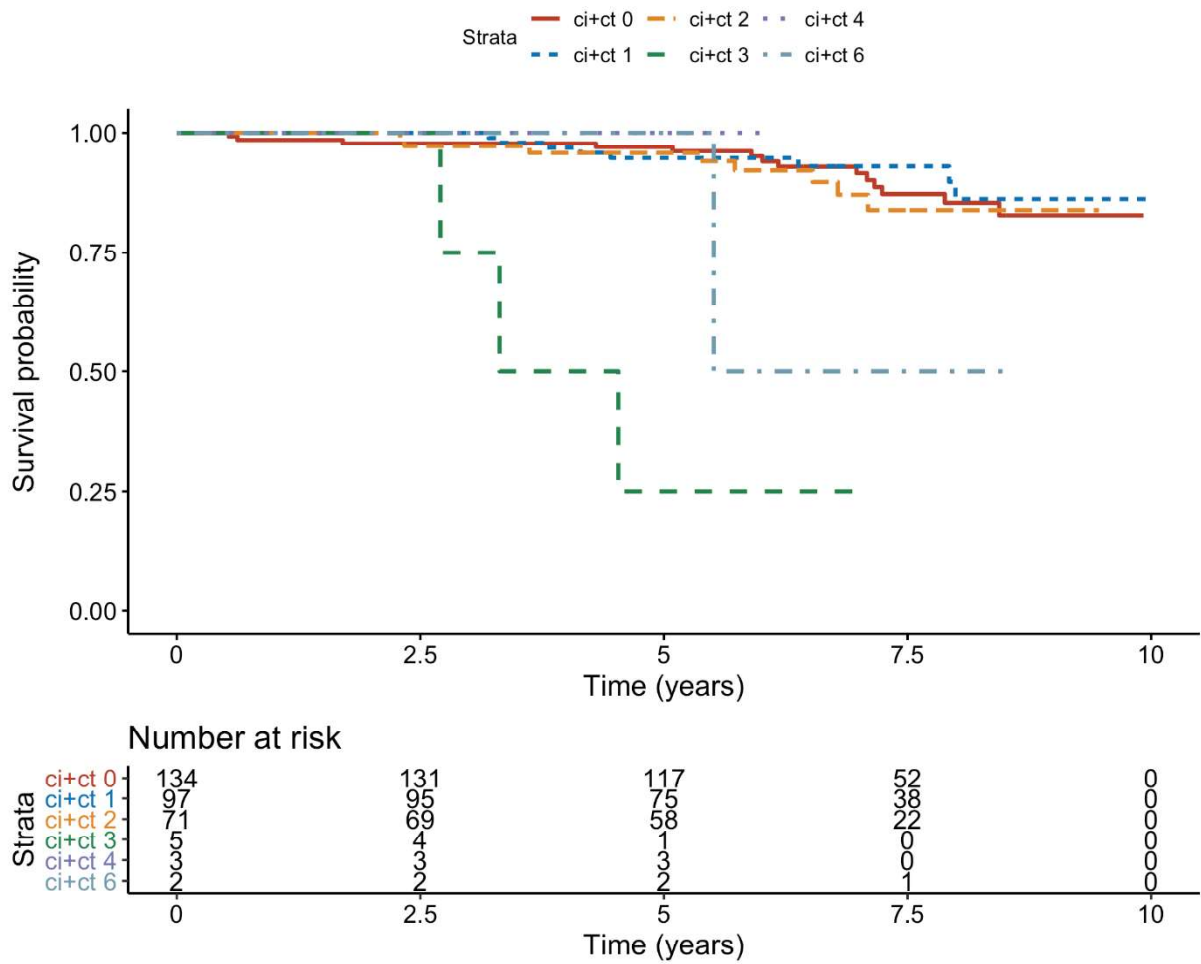 Strata ci+ct 0 ci+ct 2 ci+ct 4
ci+ct 1 ci+ct 3 ci+ct 6
Survival probability
1.00
0.75
0.50
0.25
0.00
0 2.5 5 7.5 10
Time (years)
Number at risk
Strata
ci+ct 0 134 131 117 52 0
ci+ct 1 97 95 75 38 0
ci+ct 2 71 69 58 22 0
ci+ct 3 5 4 1 0 0
ci+ct 4 3 3 3 0 0
ci+ct 6 2 2 2 1 0
0 2.5 5 7.5 10
Time (years)